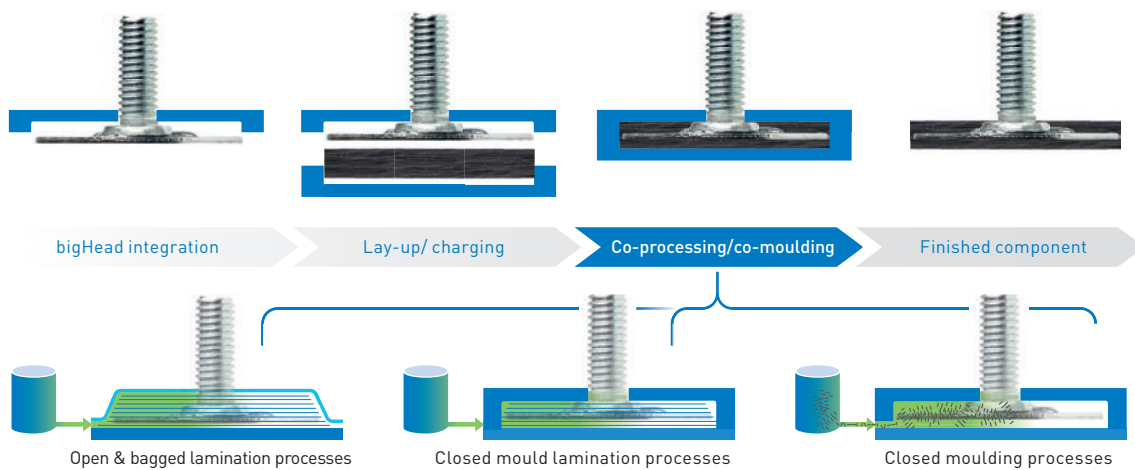 bigHead integration
Lay-up/ charging
Co-processing/co-moulding
Finished component
Open & bagged lamination processes
Closed mould lamination processes
Closed moulding processes